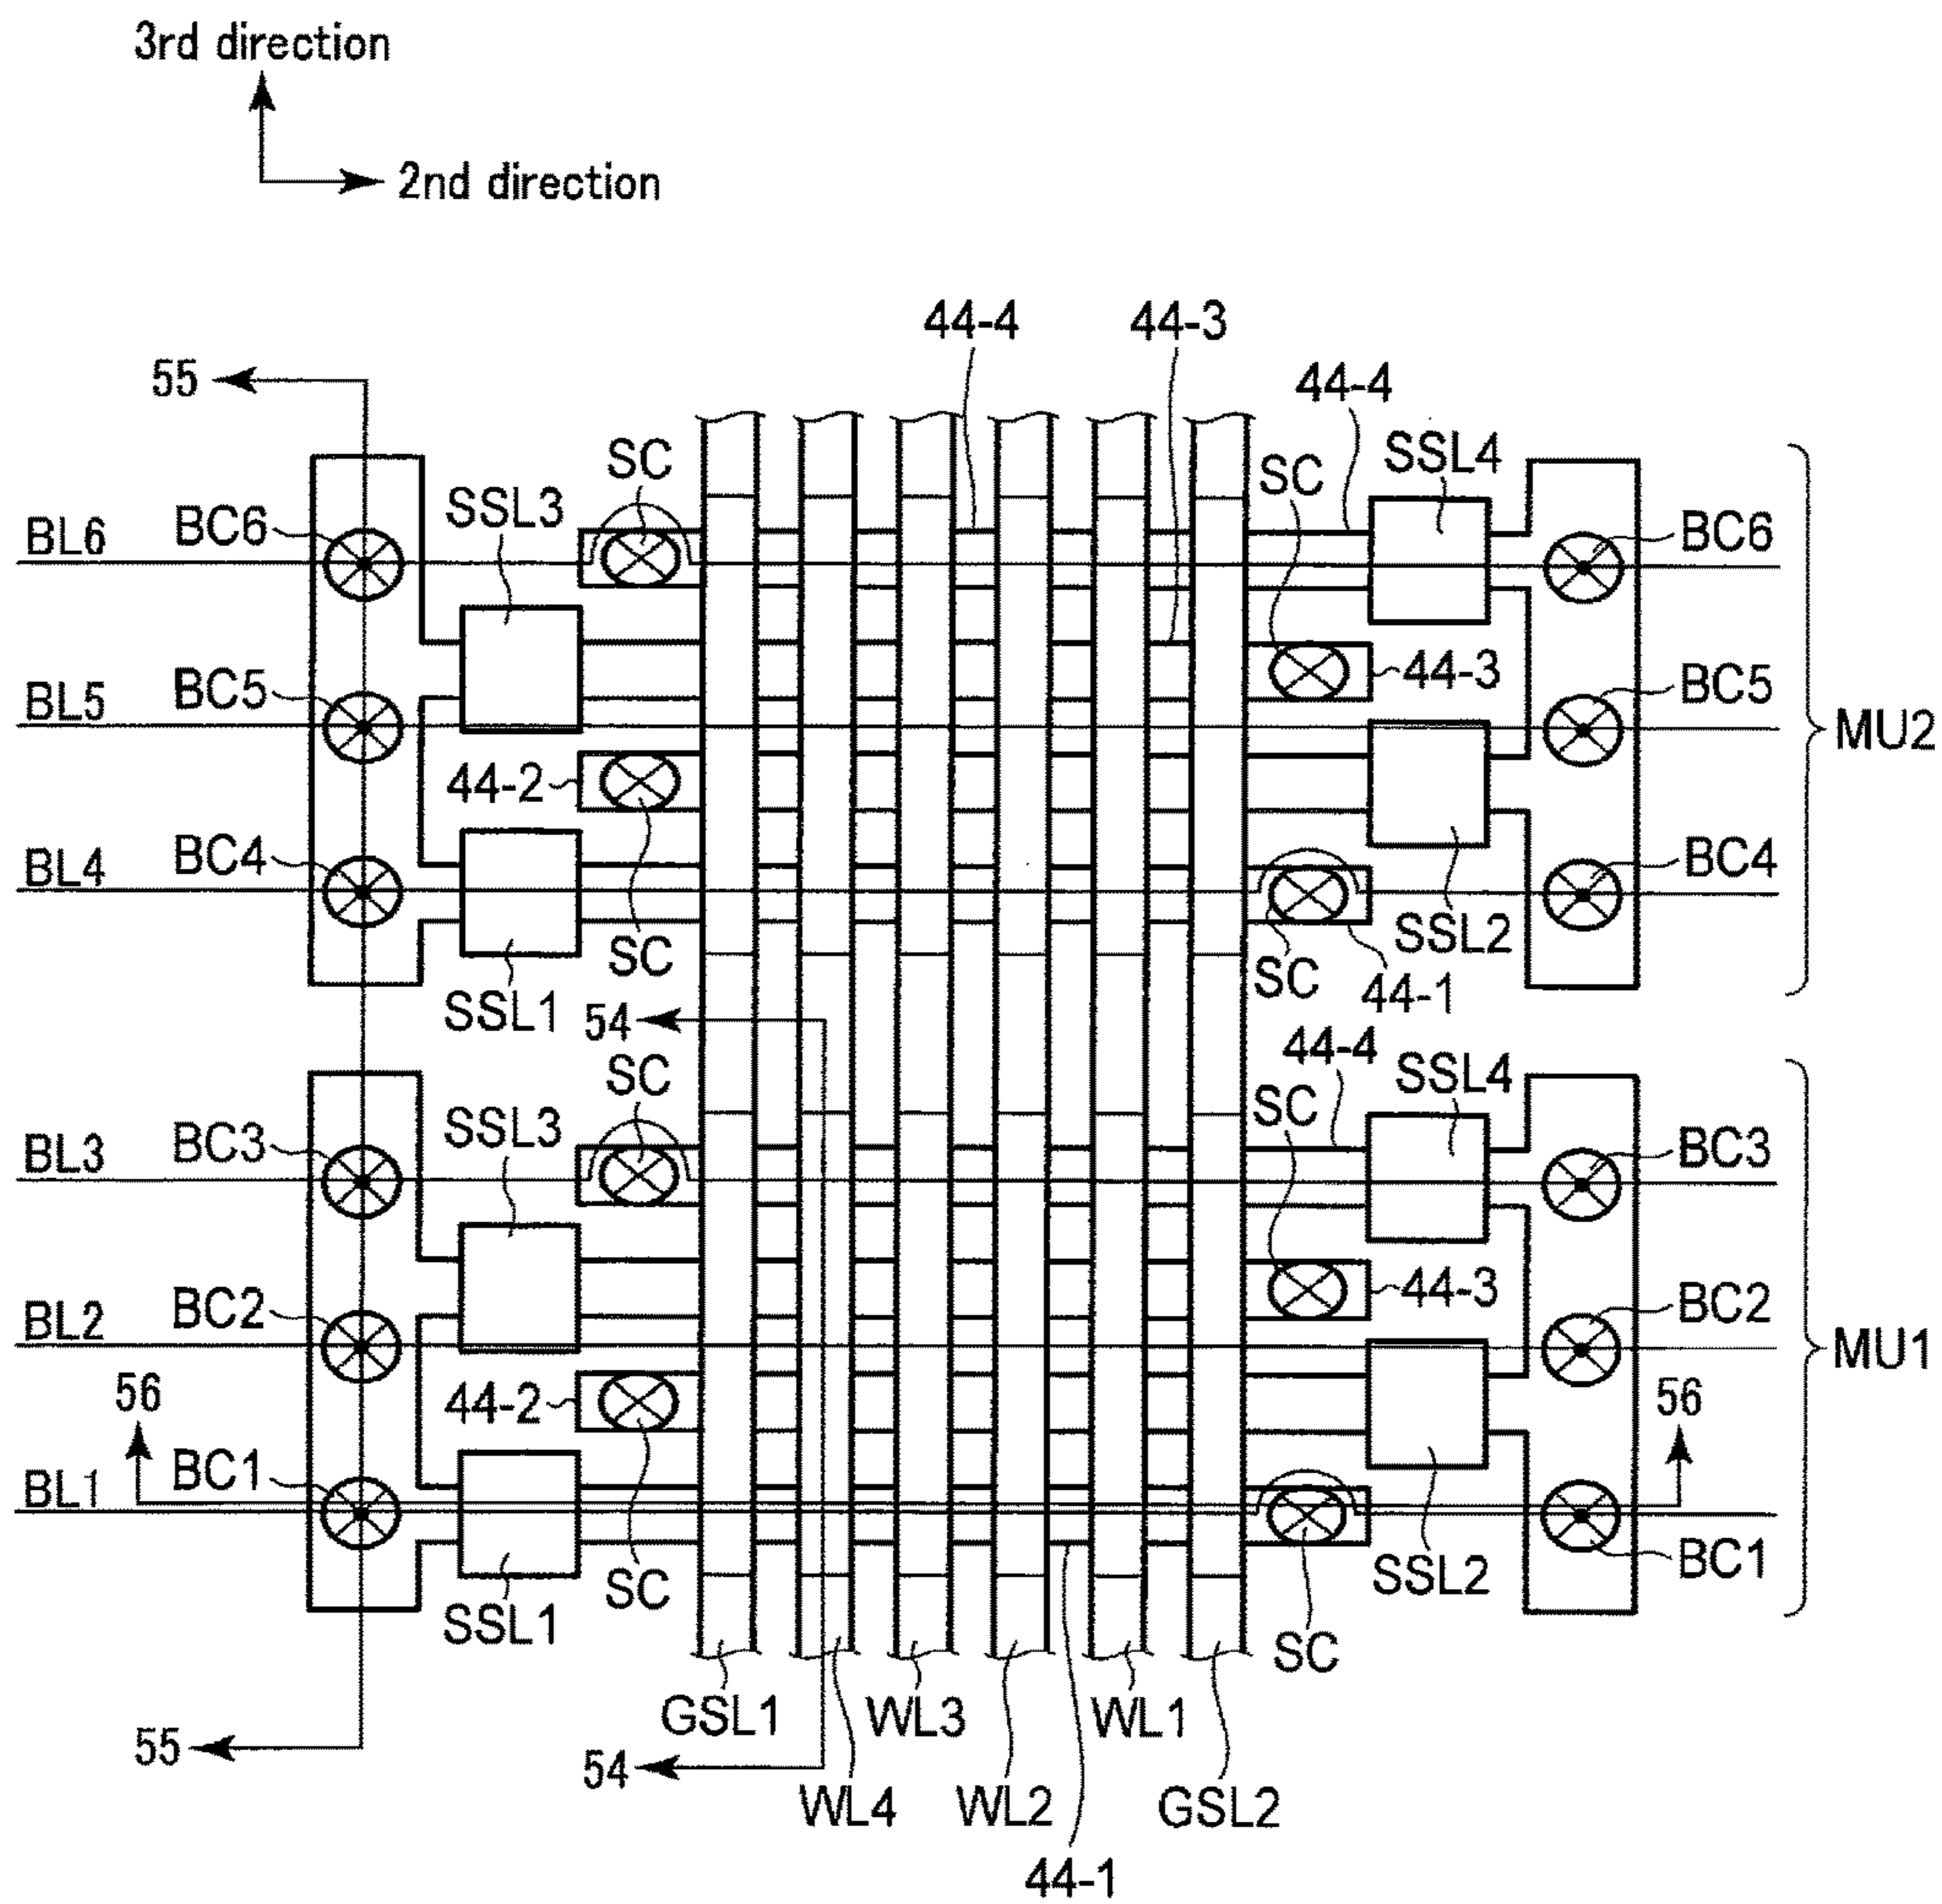 3rd direction
2nd direction
44-4 44-3
55 44-4
SC SC SSL4
SSL3
BL6 BC6 BC6
BL5 BC5 44-3 BC5
MU2
44-2
BL4 BC4 BC4
SC SSL2
SC 44-1
SSL1 54
44-4
SC SC SSL4
SSL3
BL3 BC3 BC3
BL2 BC2 44-3 BC2
MU1
56 44-2 56
BL1 BC1
SC SSL2 BC1
SSL1 SC
GSL1 WL3 WL1
55 54
WL4 WL2 GSL2
44-1